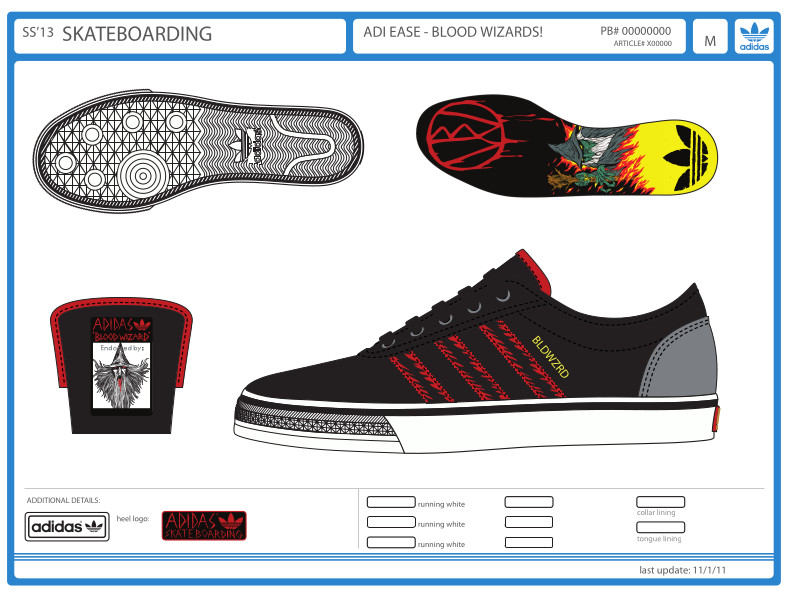 SS'13 SKATEBOARDING
ADI EASE - BLOOD WIZARDS!
PB# 00000000
ARTICLE# X00000
M
adidas
adidas
BLDWZRD
ADIDAS
BLOOD WIZARD
Endorsed by:
ADDITIONAL DETAILS:
adidas
heel logo:
ADIDAS
SKATEBOARDING
running white
running white
running white
collar lining
tongue lining
last update: 11/1/11